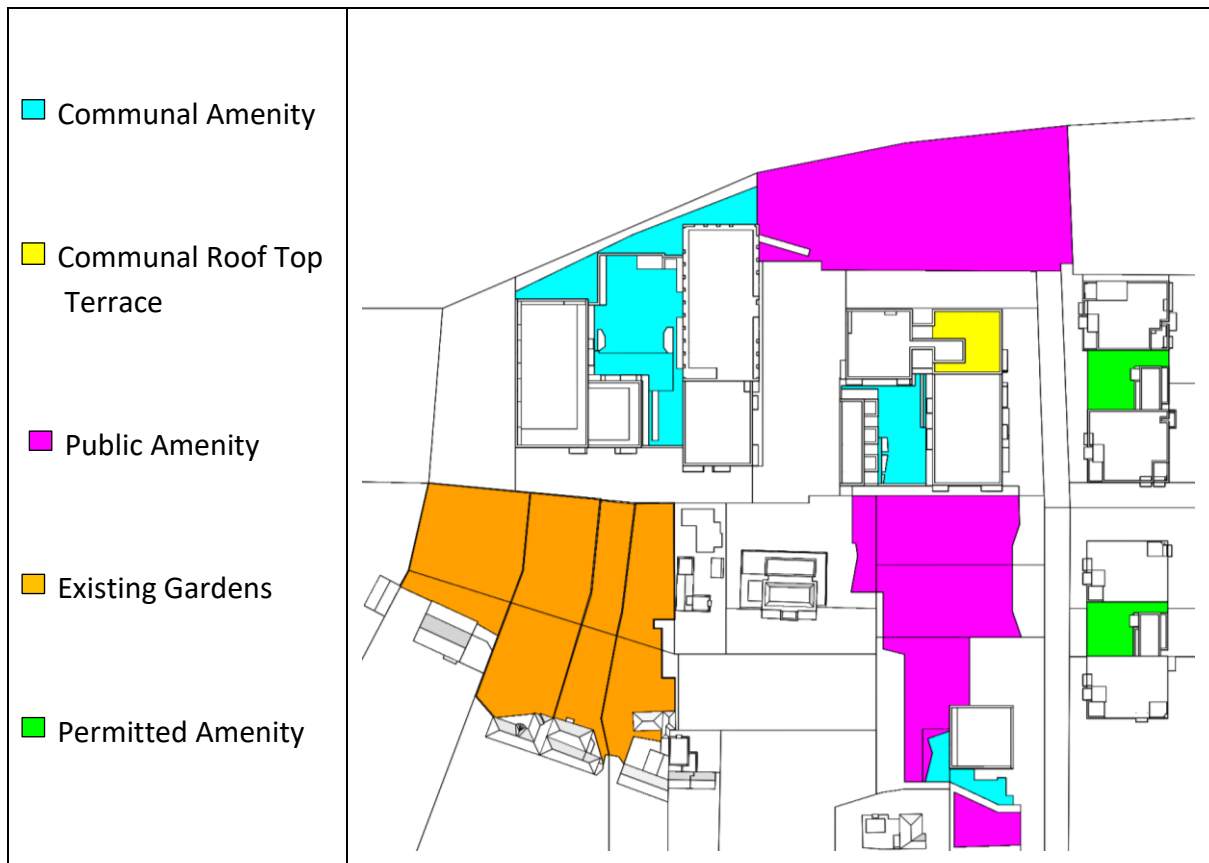 Communal Amenity
Communal Roof Top
Terrace
Public Amenity
Existing Gardens
Permitted Amenity